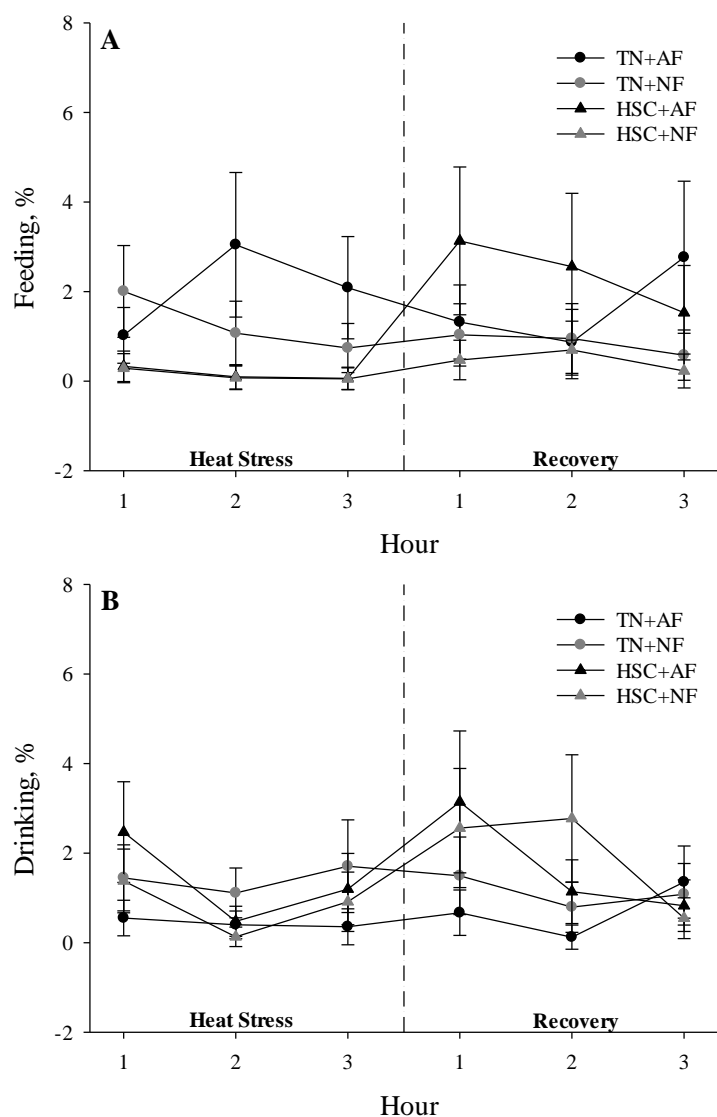 A
8
6
4
2
0
-2
Feeding, %
TN+AF
TN+NF
HSC+AF
HSC+NF
Heat Stress
Recovery
1 2 3 1 2 3
Hour
B
8
6
4
2
0
-2
Drinking, %
TN+AF
TN+NF
HSC+AF
HSC+NF
Heat Stress
Recovery
1 2 3 1 2 3
Hour